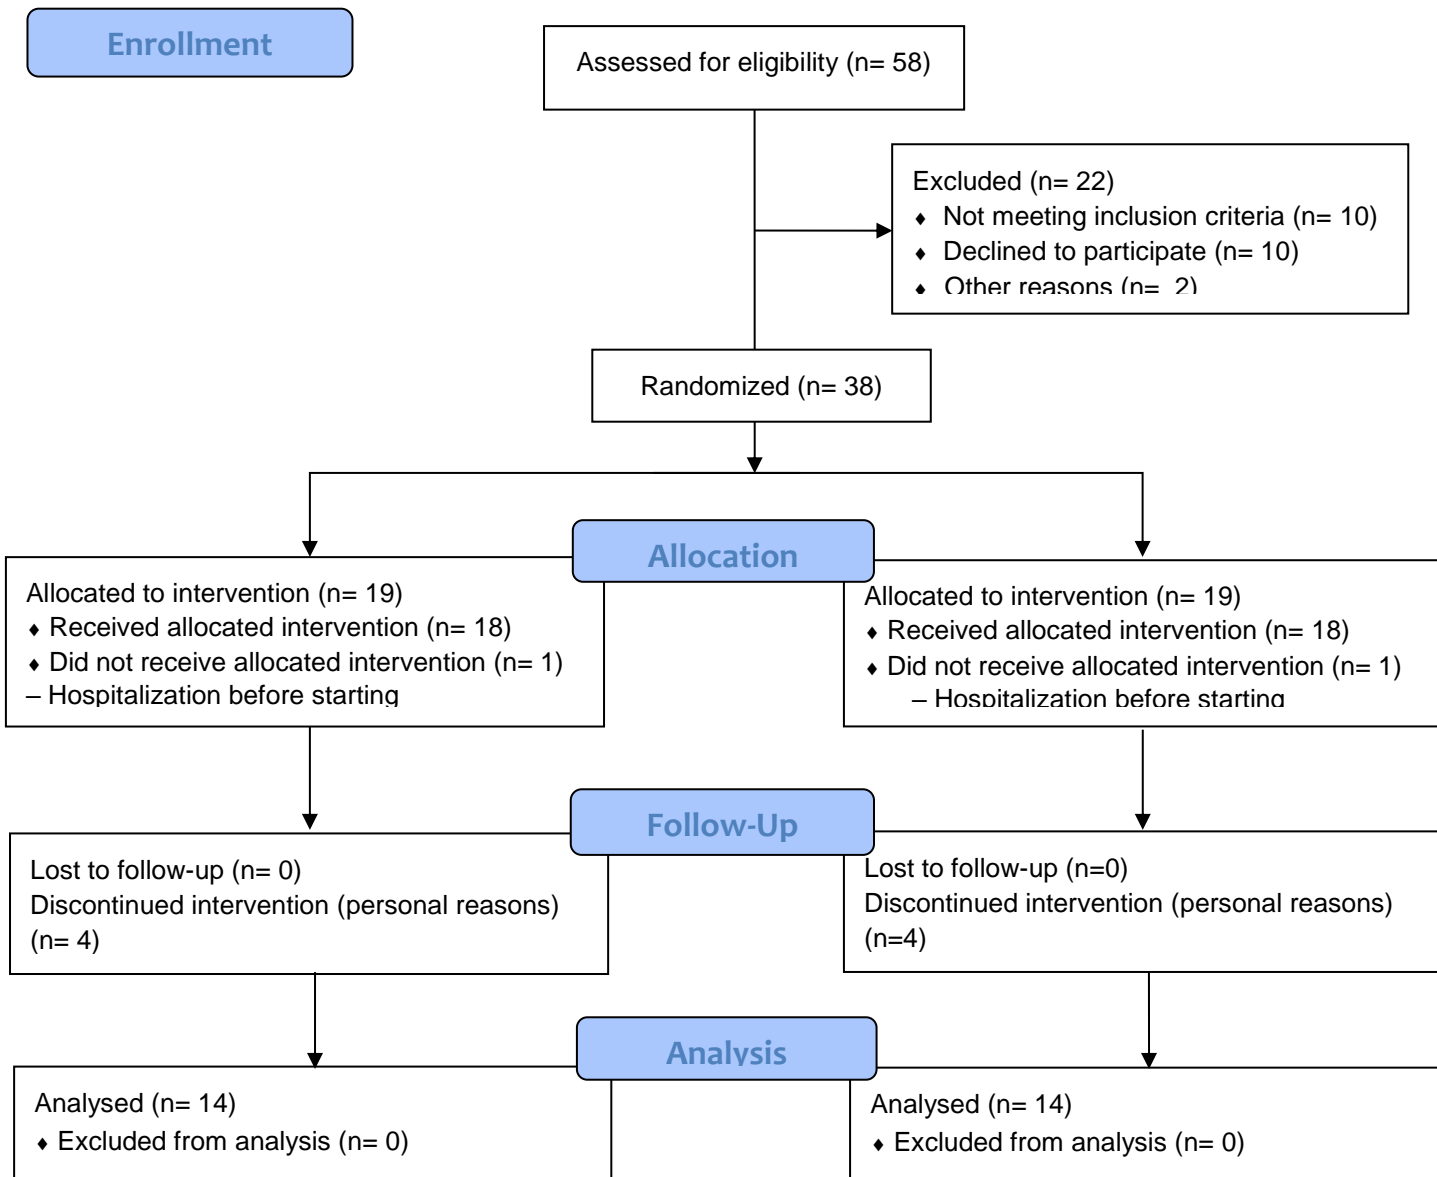 Enrollment
Assessed for eligibility (n= 58)
Excluded (n= 22)
♦ Not meeting inclusion criteria (n= 10)
♦ Declined to participate (n= 10)
♦ Other reasons (n= 2)
Randomized (n= 38)
Allocation
Allocated to intervention (n= 19)
♦ Received allocated intervention (n= 18)
♦ Did not receive allocated intervention (n= 1)
– Hospitalization before starting
Allocated to intervention (n= 19)
♦ Received allocated intervention (n= 18)
♦ Did not receive allocated intervention (n= 1)
– Hospitalization before starting
Follow-Up
Lost to follow-up (n= 0)
Discontinued intervention (personal reasons)
(n= 4)
Lost to follow-up (n=0)
Discontinued intervention (personal reasons)
(n=4)
Analysis
Analysed (n= 14)
♦ Excluded from analysis (n= 0)
Analysed (n= 14)
♦ Excluded from analysis (n= 0)